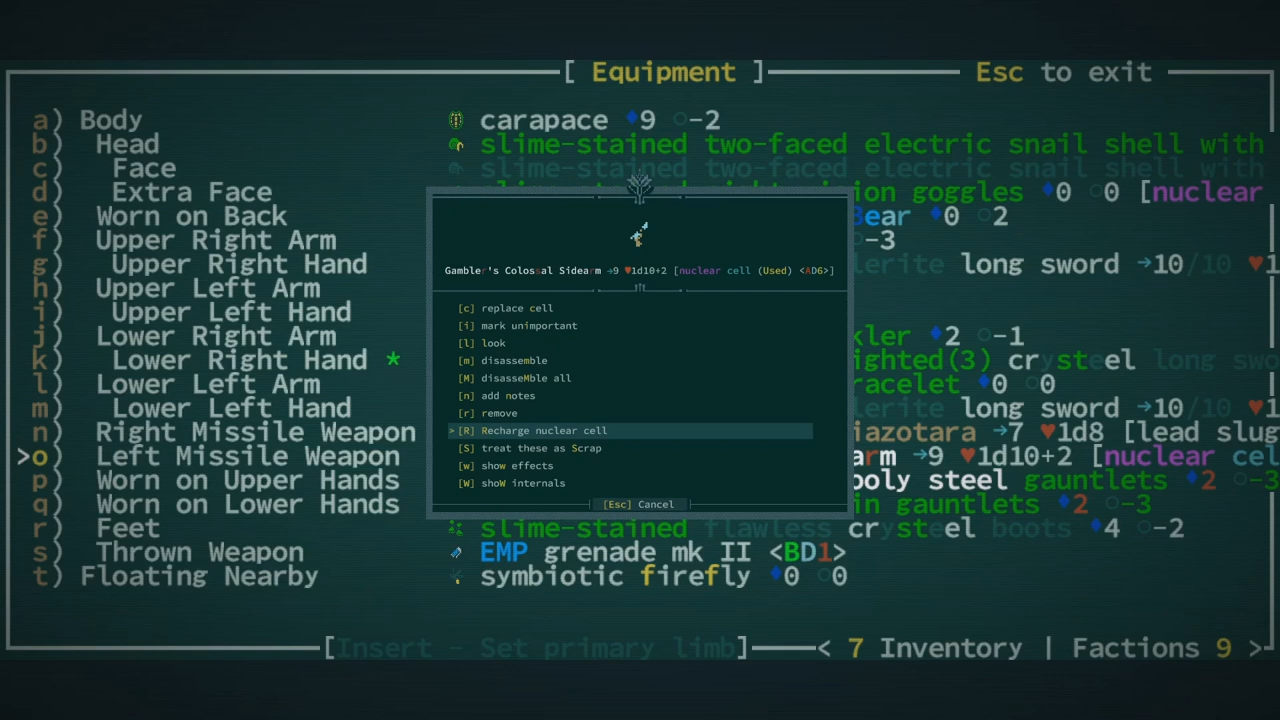 [ Equipment ] Esc to exit
a) Body carapace ♦9 ○-2
b) Head slime-stained two-faced electric snail shell with
c) Face two-faced electric snail shell with
d) Extra Face goggles ♦0 ○0 [nuclear
e) Worn on Back Bear ♦0 ○2
f) Upper Right Arm -3
g) Upper Right Hand long sword →10/10 ♥1
h) Upper Left Arm
i) Upper Left Hand
j) Lower Right Arm ♦2 ○-1
k) Lower Right Hand * (3) crysteel long swo
l) Lower Left Arm ♦0 ○0
m) Lower Left Hand long sword →10/10 ♥1
n) Right Missile Weapon →7 ♥1d8 [lead slug
>o) Left Missile Weapon →9 ♥1d10+2 [nuclear cel
p) Worn on Upper Hands poly steel gauntlets ♦2 ○-3
q) Worn on Lower Hands gauntlets ♦2 ○-3
r) Feet slime-stained flawless crysteel boots ♦4 ○-2
s) Thrown Weapon EMP grenade mk II <BD1>
t) Floating Nearby symbiotic firefly ♦0 ○0
[Insert - Set primary limb] < 7 Inventory | Factions 9 >
Gambler's Colossal Sidearm →9 ♥1d10+2 [nuclear cell (Used) <AD6>]
[c] replace cell
[i] mark unimportant
[l] look
[m] disassemble
[M] disasseMble all
[n] add notes
[r] remove
> [R] Recharge nuclear cell
[S] treat these as Scrap
[w] show effects
[W] shoW internals
[Esc] Cancel